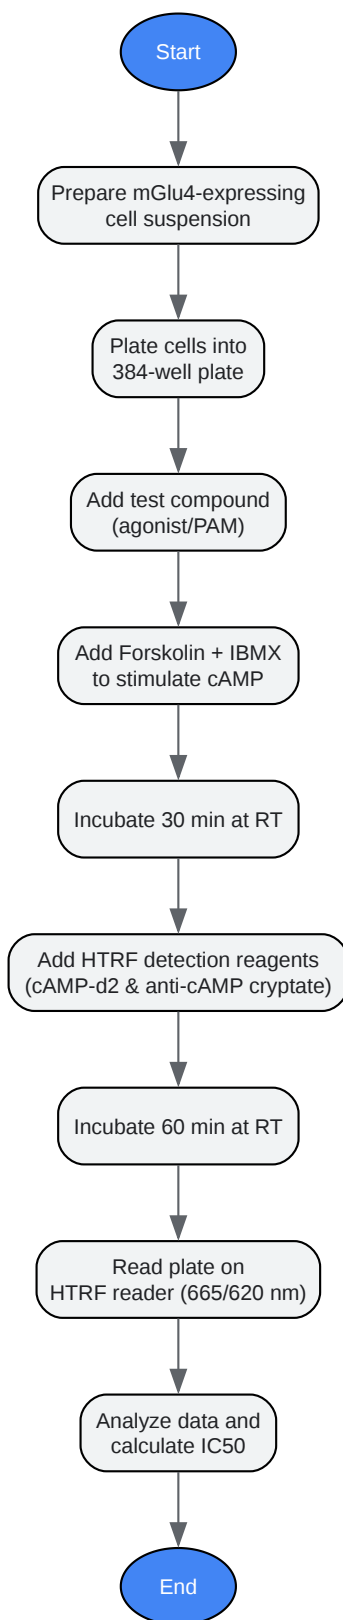 Start
Prepare mGlu4-expressing
cell suspension
Plate cells into
384-well plate
Add test compound
(agonist/PAM)
Add Forskolin + IBMX
to stimulate cAMP
Incubate 30 min at RT
Add HTRF detection reagents
(cAMP-d2 & anti-cAMP cryptate)
Incubate 60 min at RT
Read plate on
HTRF reader (665/620 nm)
Analyze data and
calculate IC50
End